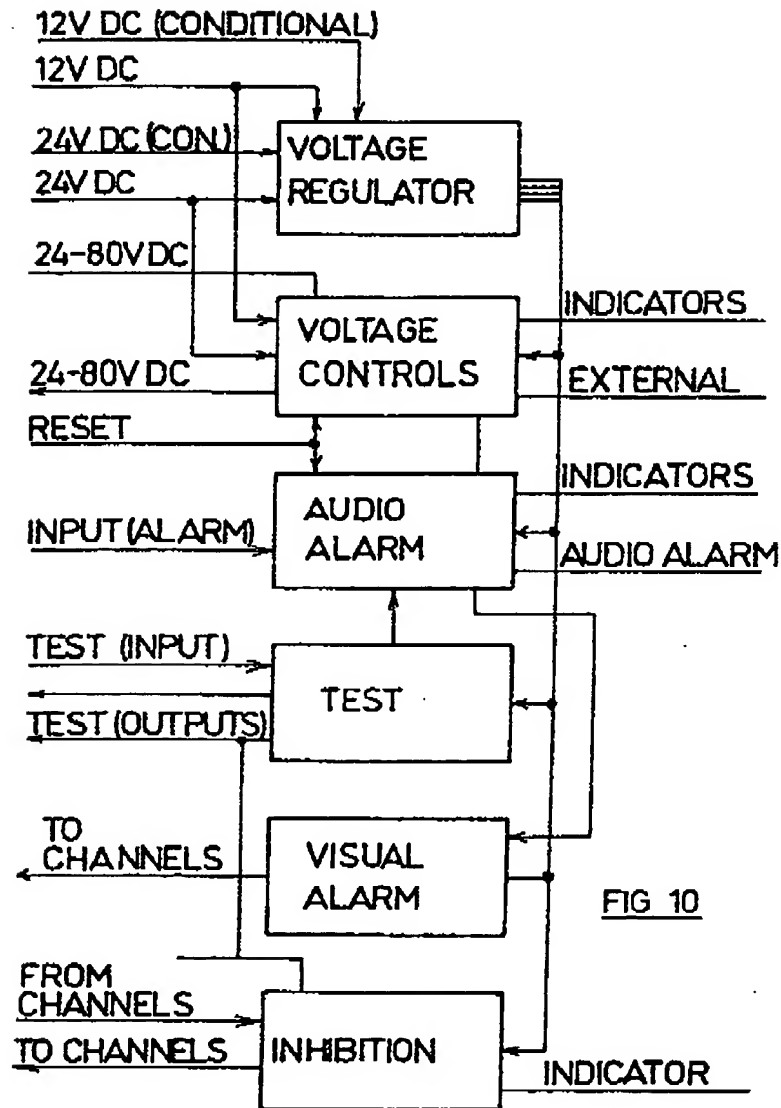 12V DC (CONDITIONAL)
12V DC
24V DC (CON.)
24V DC
VOLTAGE
REGULATOR
24-80V DC
INDICATORS
VOLTAGE
CONTROLS
24-80V DC
EXTERNAL
RESET
INDICATORS
AUDIO
ALARM
INPUT (ALARM)
AUDIO ALARM
TEST (INPUT)
TEST
TEST (OUTPUTS)
TO
CHANNELS
VISUAL
ALARM
FIG 10
FROM
CHANNELS
TO CHANNELS
INHIBITION
INDICATOR